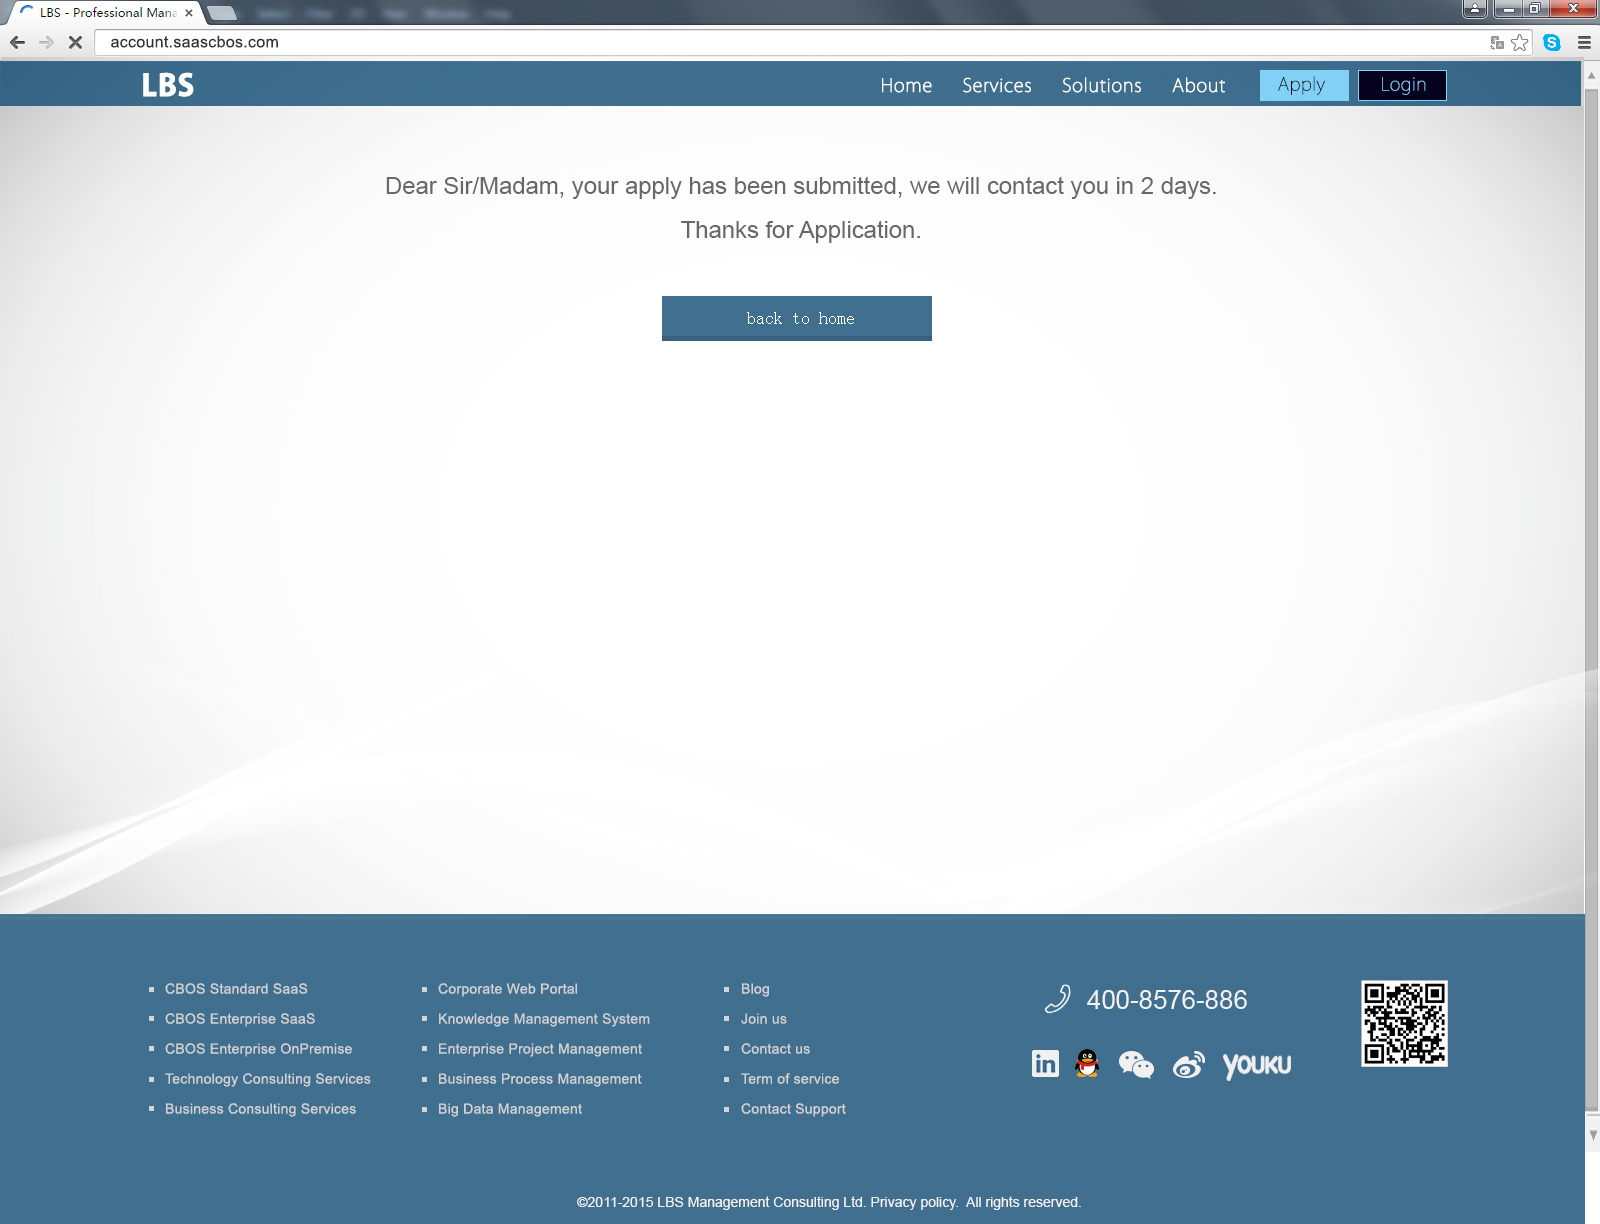 LBS - Professional Mana
account.saascbos.com
LBS
Home Services Solutions About Apply Login
Dear Sir/Madam, your apply has been submitted, we will contact you in 2 days.
Thanks for Application.
back to home
CBOS Standard SaaS
CBOS Enterprise SaaS
CBOS Enterprise OnPremise
Technology Consulting Services
Business Consulting Services
Corporate Web Portal
Knowledge Management System
Enterprise Project Management
Business Process Management
Big Data Management
Blog
Join us
Contact us
Term of service
Contact Support
400-8576-886
in
YOUKU
©2011-2015 LBS Management Consulting Ltd. Privacy policy. All rights reserved.